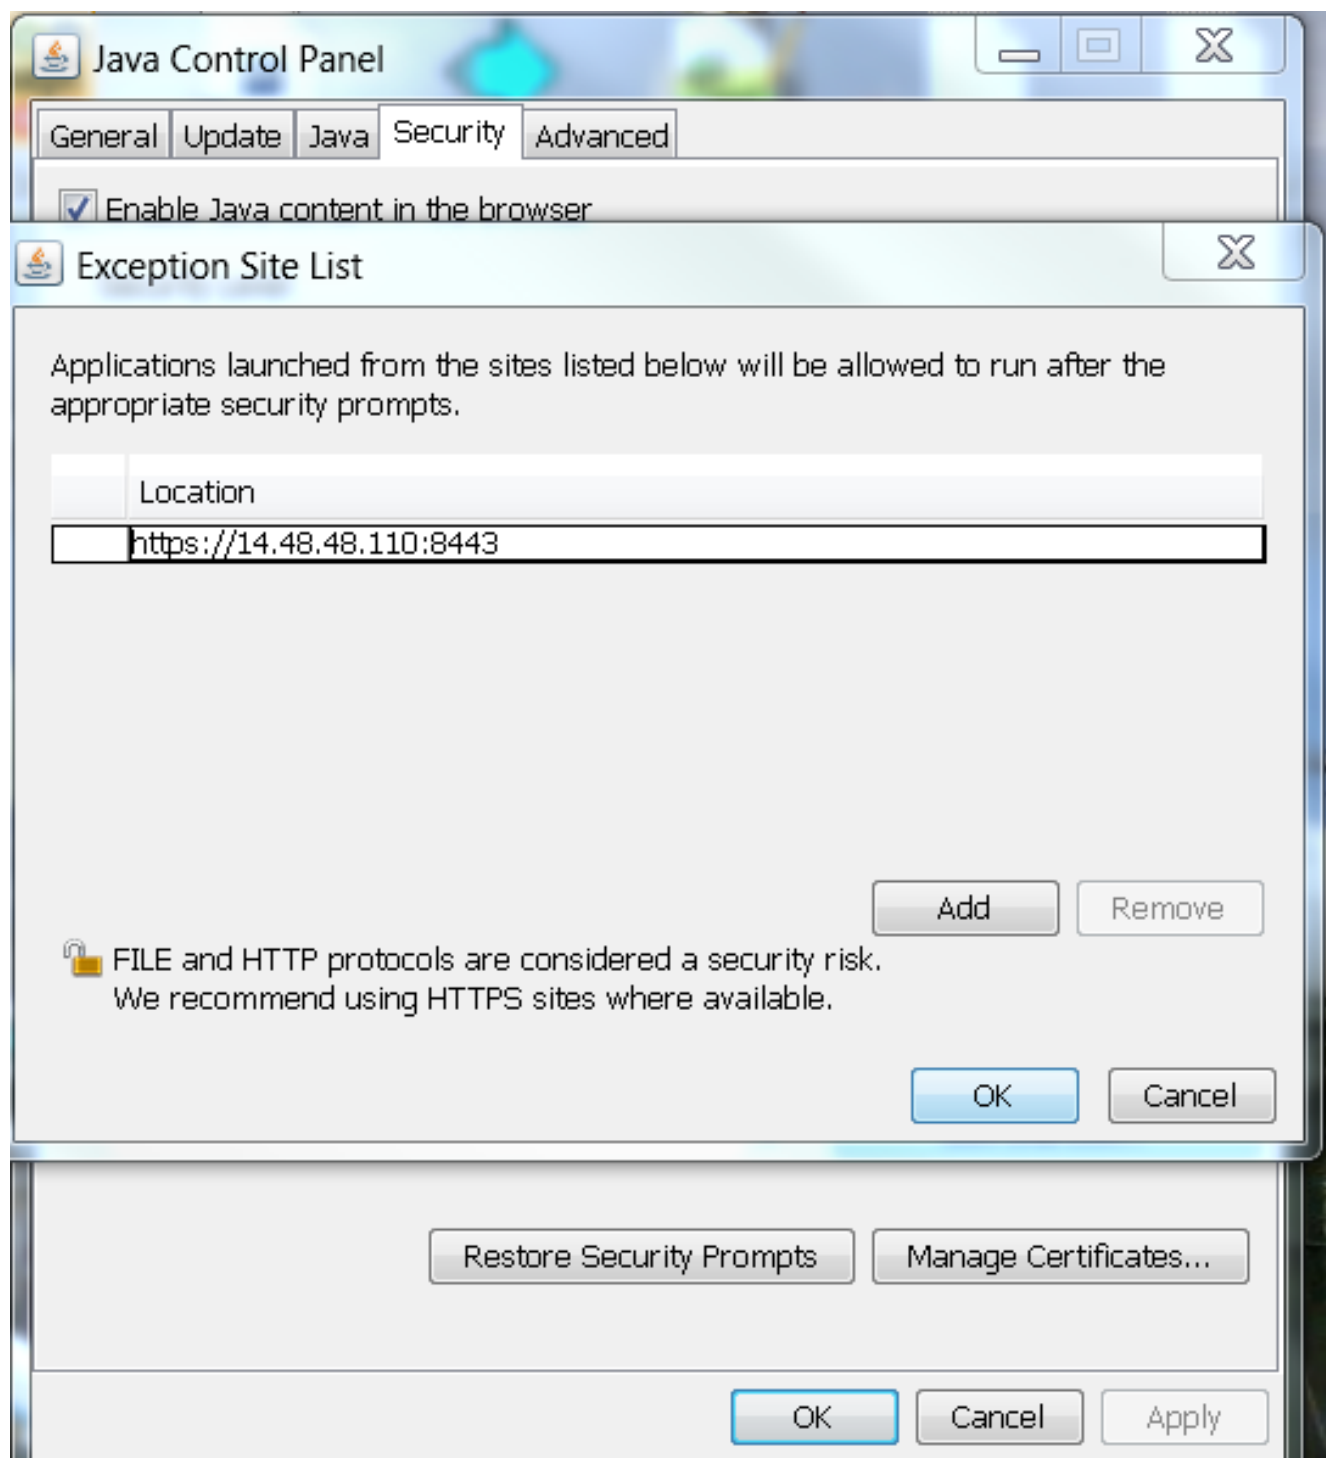 Java Control Panel
General Update Java Security Advanced
Enable Java content in the browser
Exception Site List
Applications launched from the sites listed below will be allowed to run after the
appropriate security prompts.
Location
https://14.48.48.110:8443
Add Remove
FILE and HTTP protocols are considered a security risk.
We recommend using HTTPS sites where available.
OK Cancel
Restore Security Prompts Manage Certificates...
OK Cancel Apply